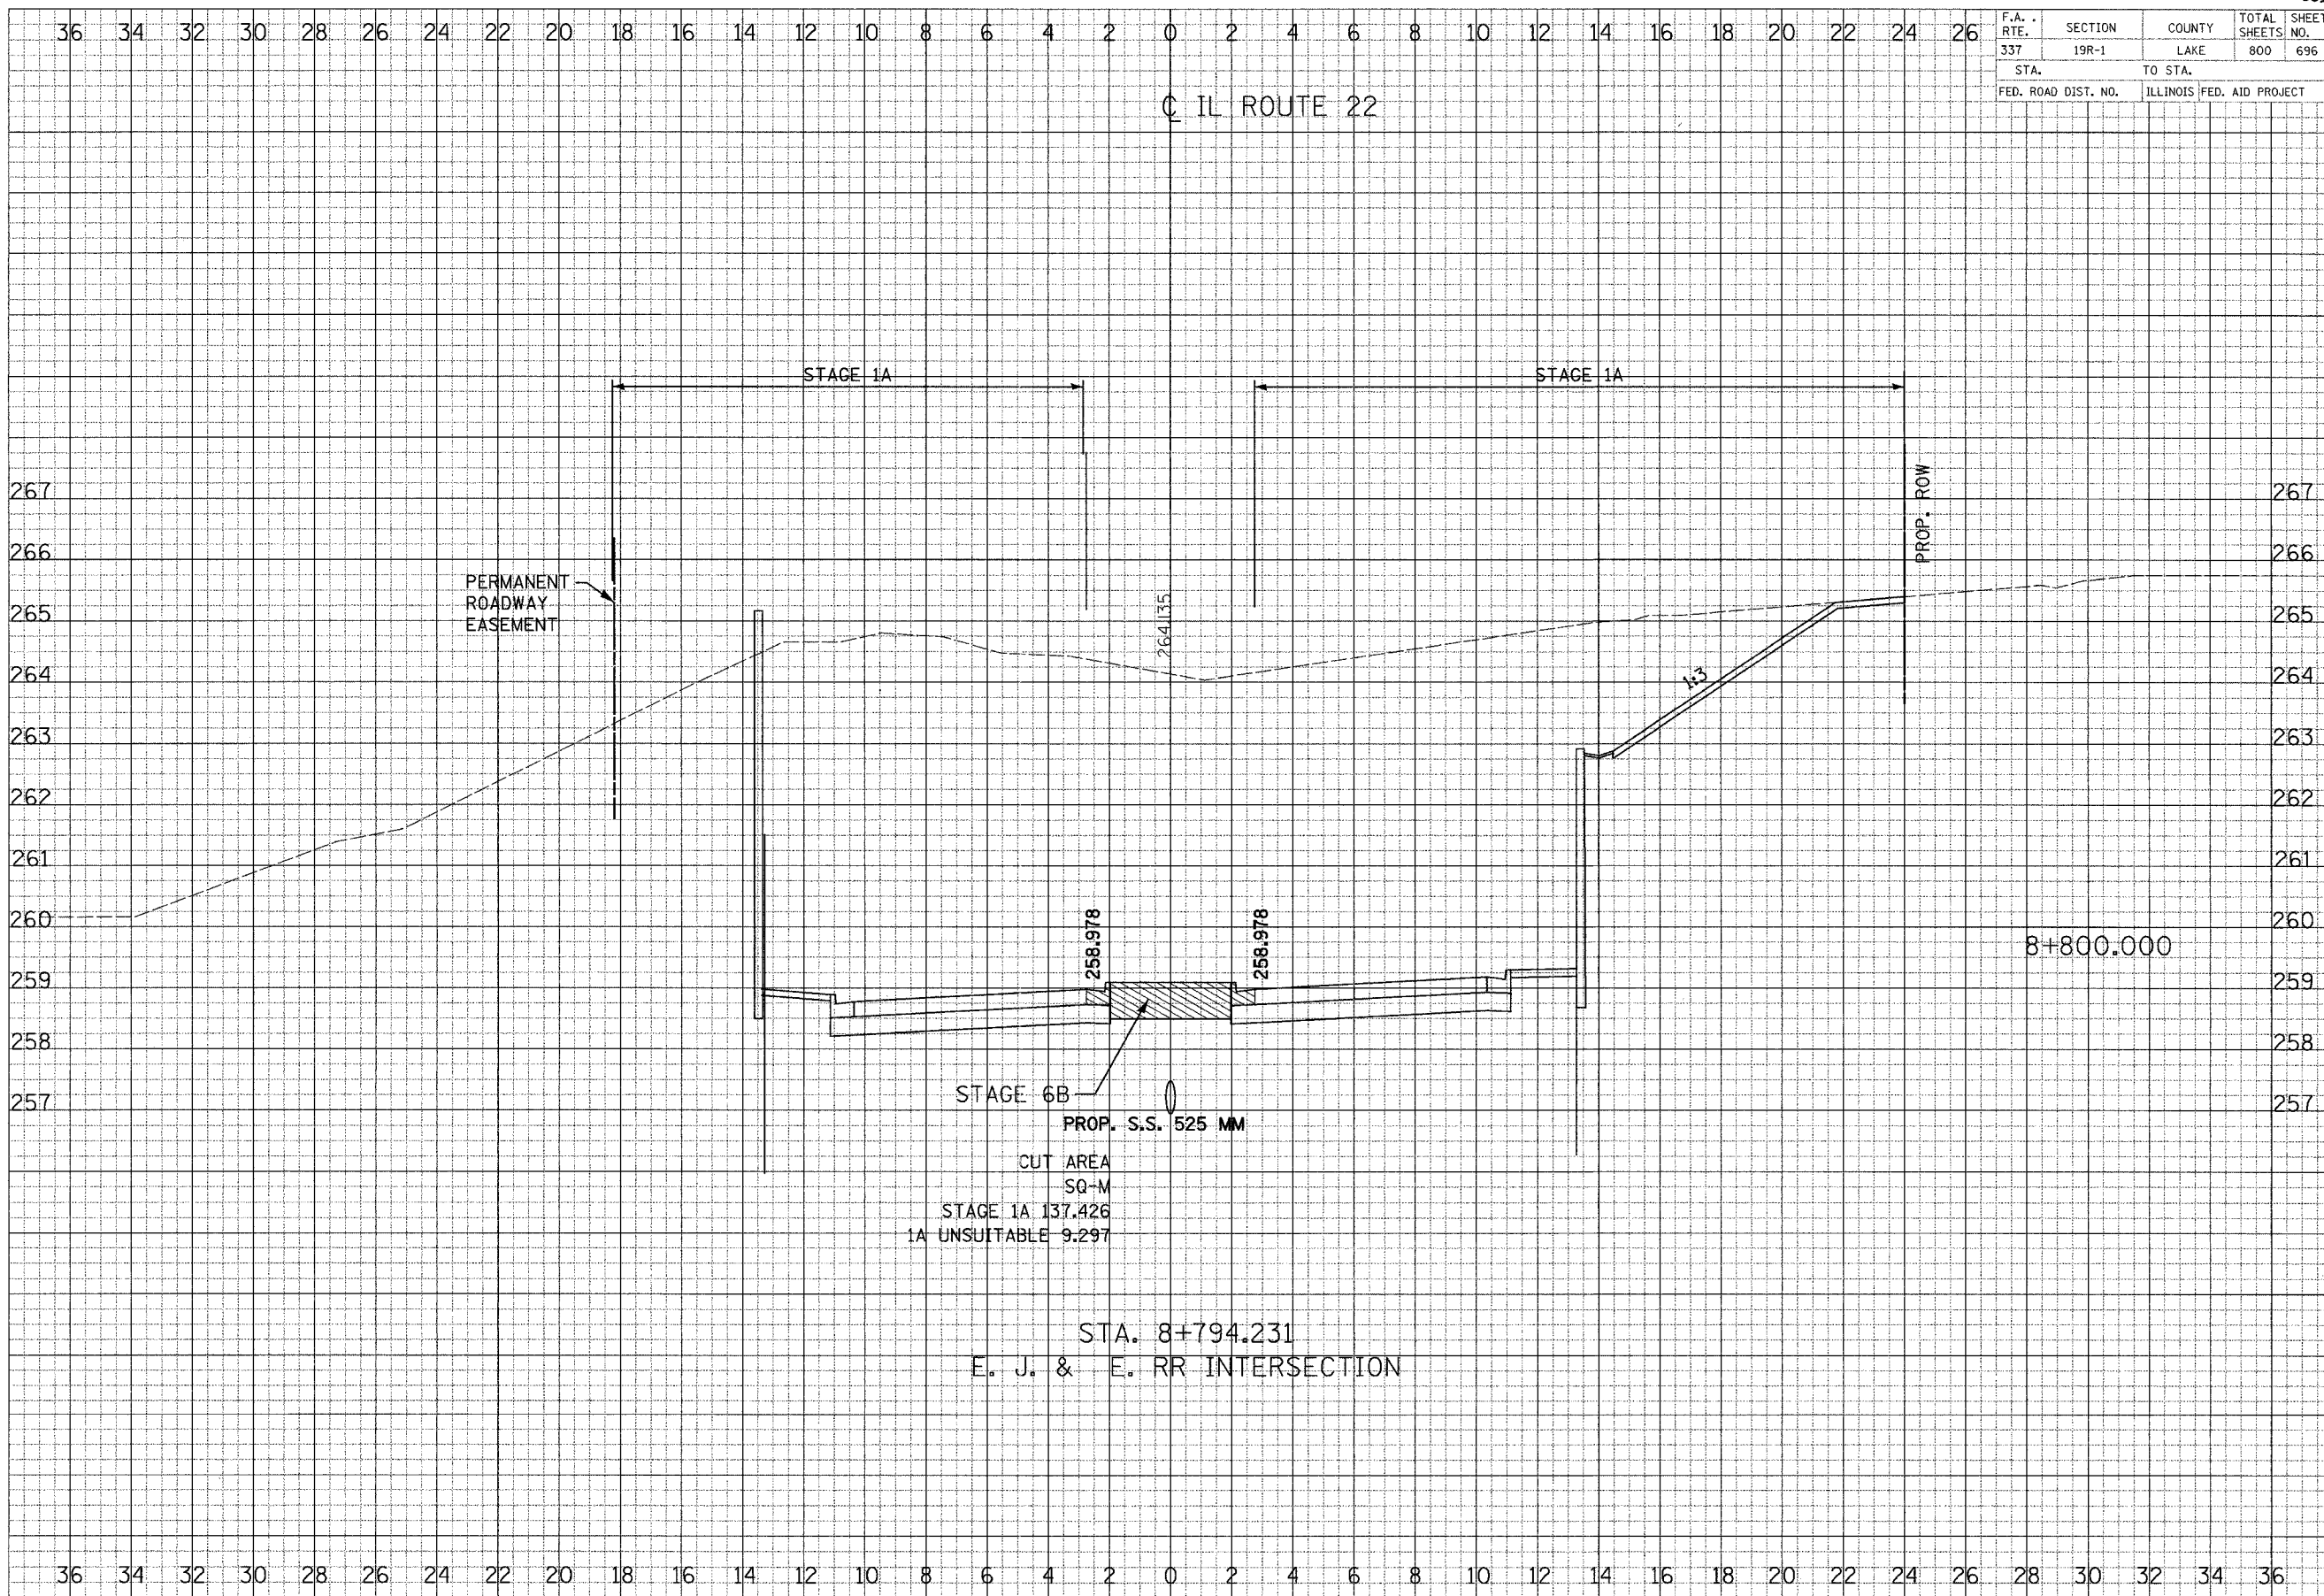 36 34 32 30 28 26 24 22 20 18 16 14 12 10 8 6 4 2 0 2 4 6 8 10 12 14 16 18 20 22 24 26
F.A. . RTE. SECTION COUNTY TOTAL SHEETS SHEET NO.
337 19R-1 LAKE 800 696
STA. TO STA.
FED. ROAD DIST. NO. ILLINOIS FED. AID PROJECT
℄ IL ROUTE 22
STAGE 1A STAGE 1A
PROP. ROW
267 267
266 266
PERMANENT
ROADWAY
EASEMENT
265 265
264.135
264 264
1:3
263 263
262 262
261 261
260 260
258.978 258.978
8+800.000
259 259
258 258
STAGE 6B
257 257
PROP. S.S. 525 MM
CUT AREA
SQ-M
STAGE 1A 137.426
1A UNSUITABLE 9.297
STA. 8+794.231
E. J. & E. RR INTERSECTION
36 34 32 30 28 26 24 22 20 18 16 14 12 10 8 6 4 2 0 2 4 6 8 10 12 14 16 18 20 22 24 26 28 30 32 34 36